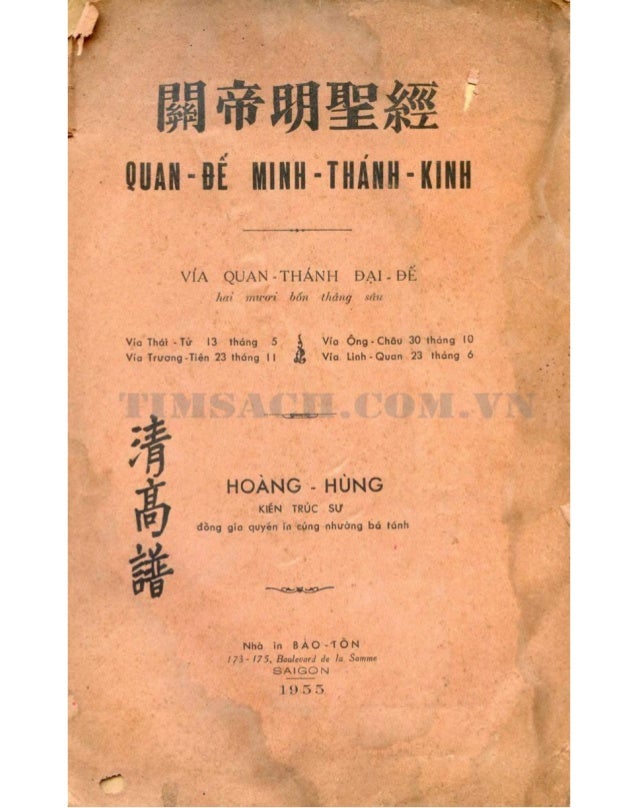 關帝明聖經
QUAN-ĐẾ MINH-THÁNH-KINH
VÍA QUAN-THÁNH ĐẠI-ĐẾ
hai mươi bốn tháng sáu
Vía Thái-Tử 13 tháng 5
Vía Trương-Tiên 23 tháng 11
Vía Ông-Châu 30 tháng 10
Vía Linh-Quan 23 tháng 6
TIMSACH.COM.VN
清高譜
HOÀNG - HÙNG
KIẾN TRÚC SƯ
đồng gia quyến in cúng nhường bá tánh
Nhà in BẢO-TỒN
173-175, Boulevard de la Somme
SAIGON
1955